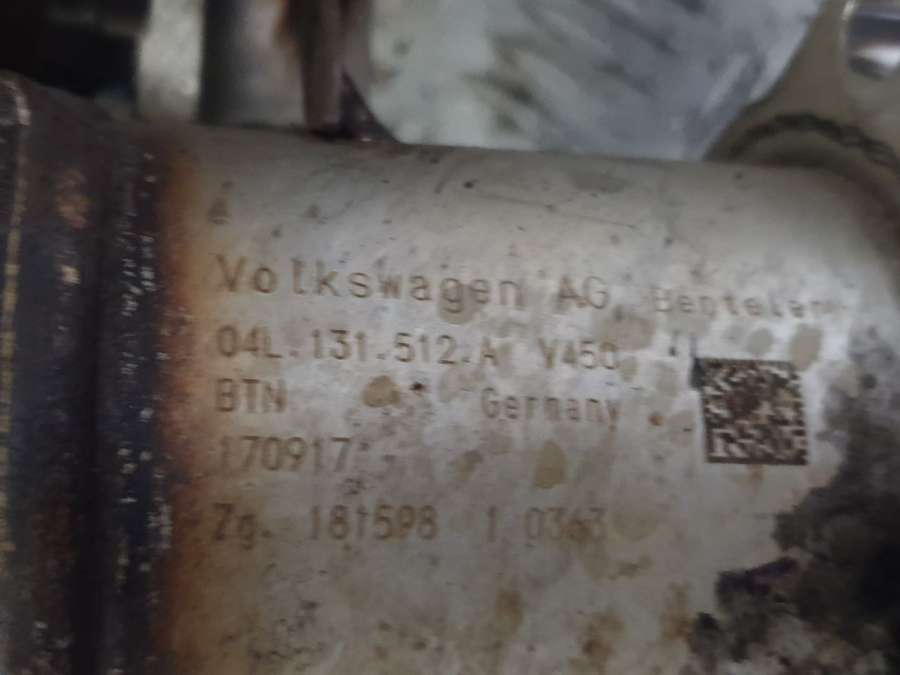 Volkswagen AG, Benteler
04L.131.512.A V450
BTN Germany
170917
Zg. 181598 1 0363